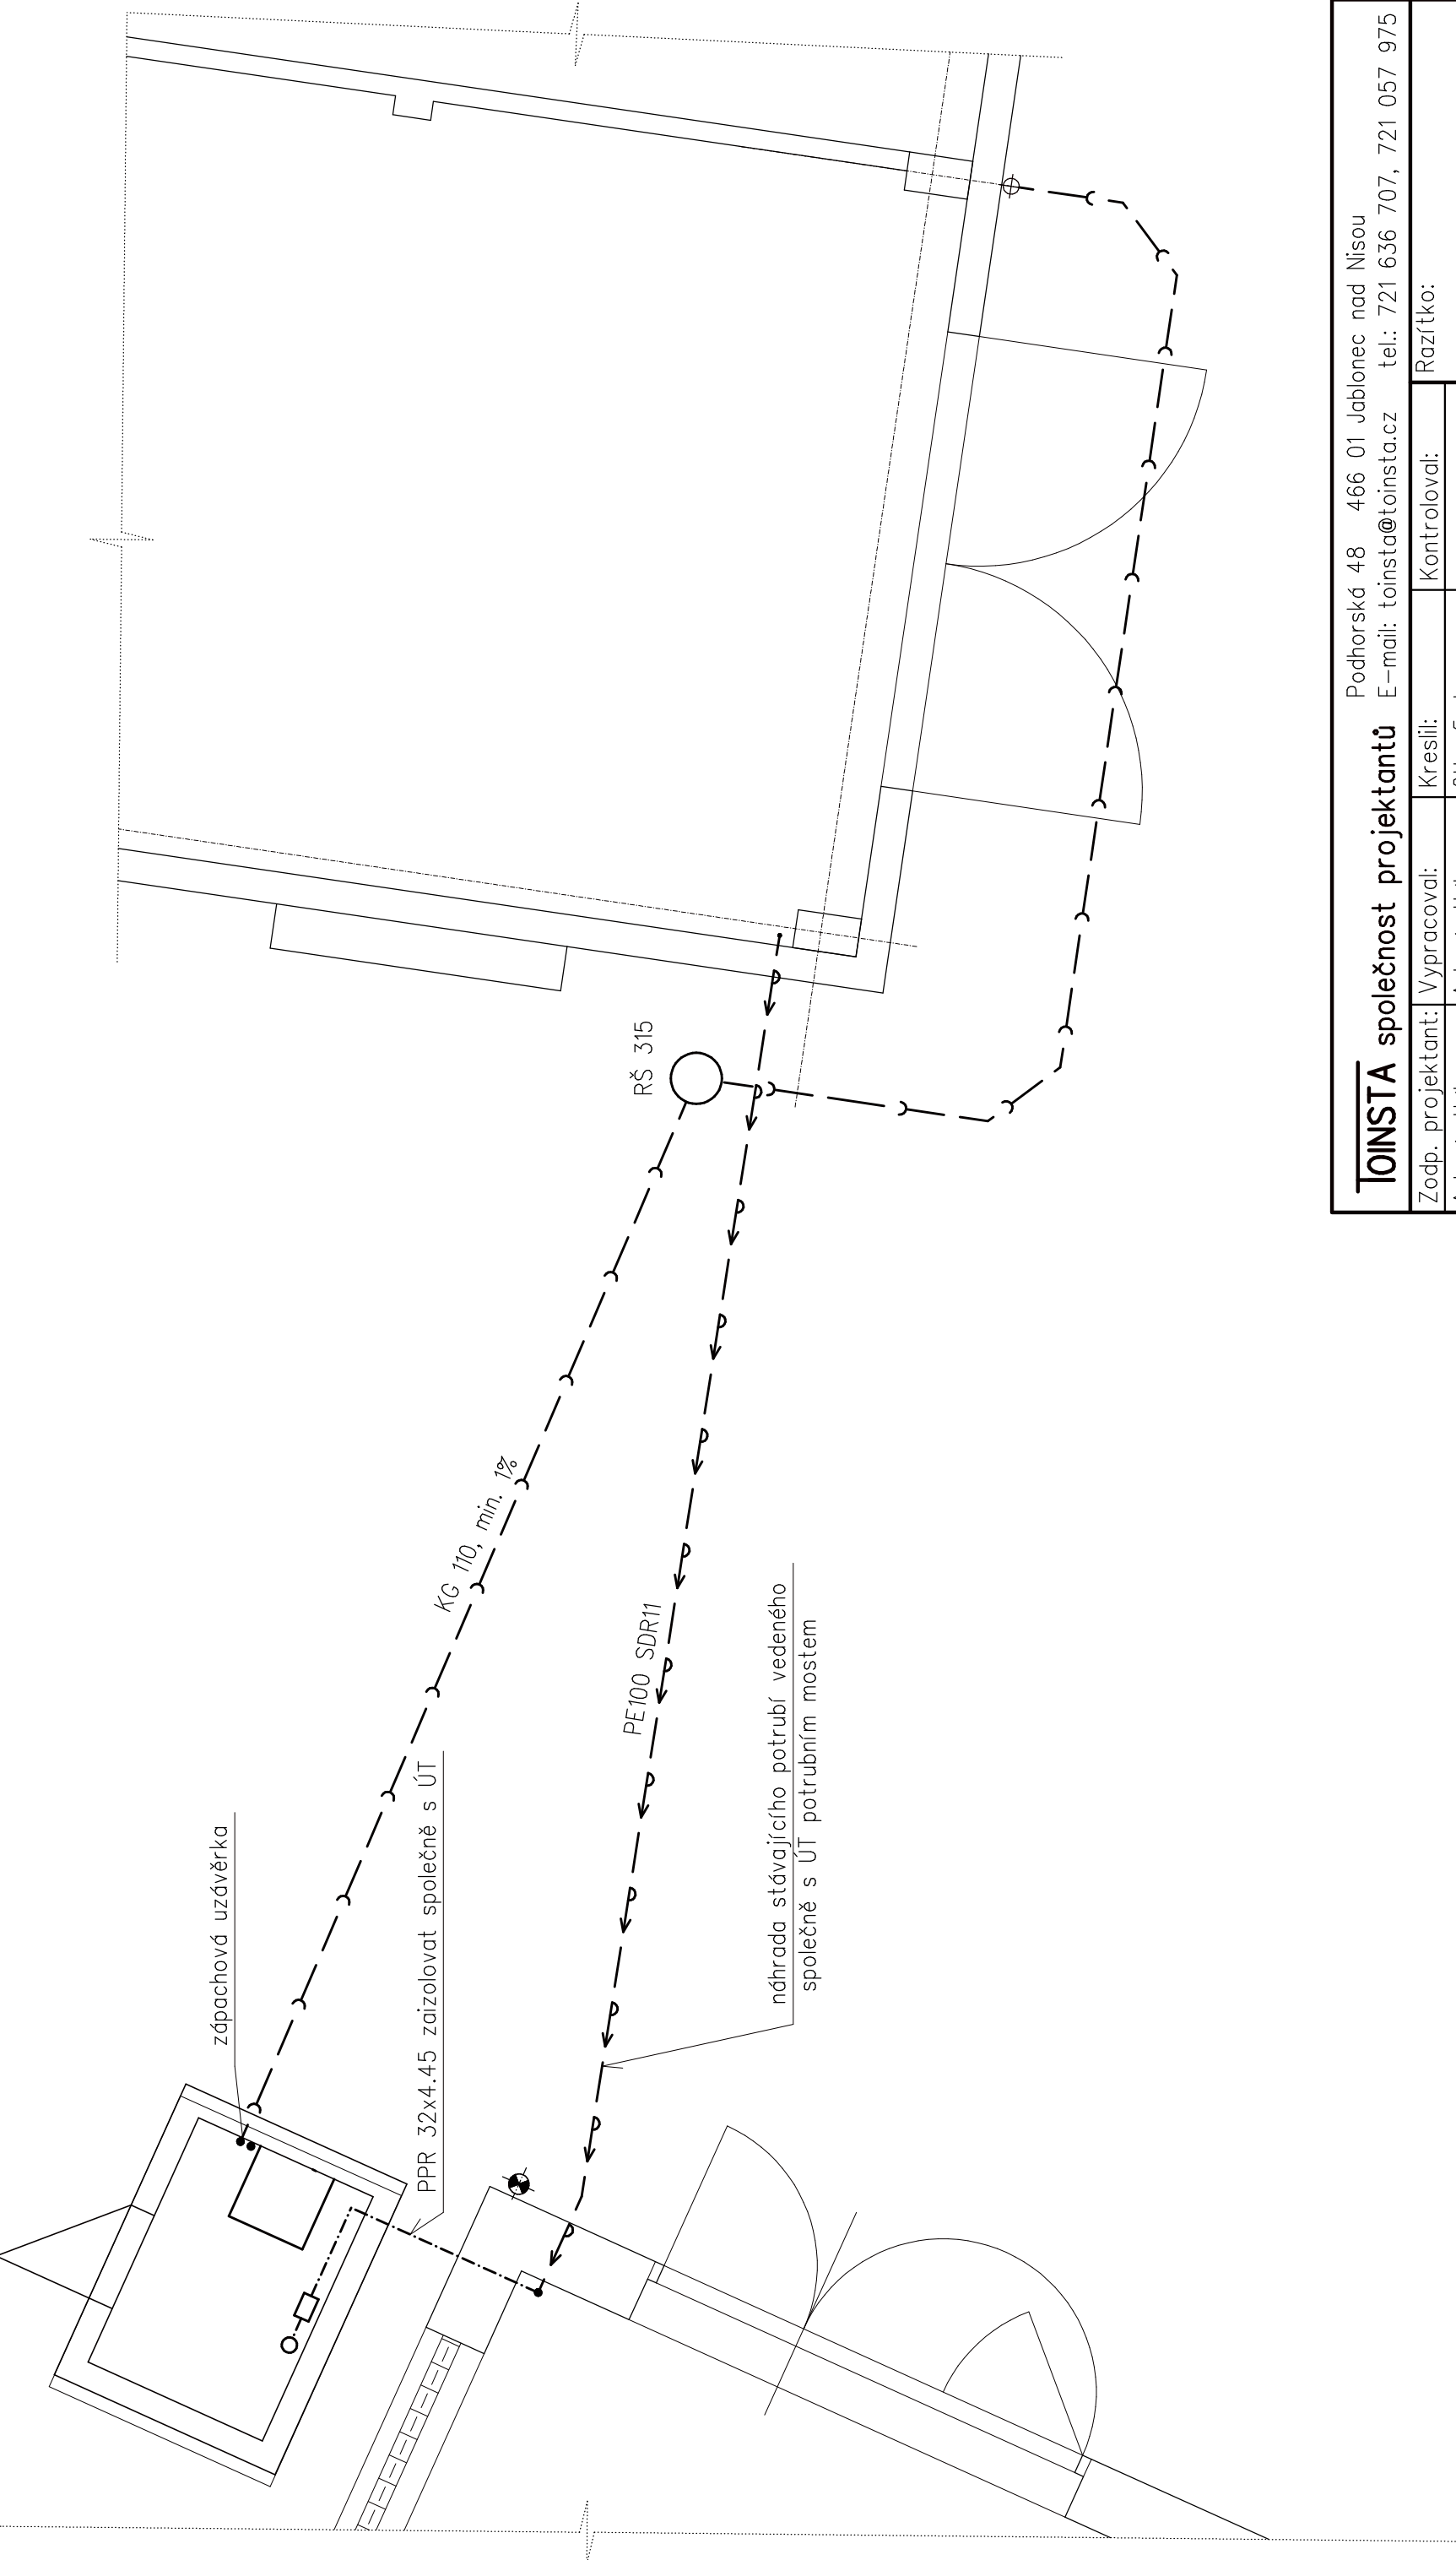 RŠ 315
KG 110, min. 1%
PE100 SDR11
zápachová uzávěrka
PPR 32x4.45 zaizolovat společně s ÚT
náhrada stávajícího potrubí vedeného
společně s ÚT potrubním mostem
TOINSTA společnost projektantů
Podhorská 48 466 01 Jablonec nad Nisou
E-mail: toinsta@toinsta.cz tel.: 721 636 707, 721 057 975
Zodp. projektant: Vypracoval: Kreslil: Kontroloval: Razítko: